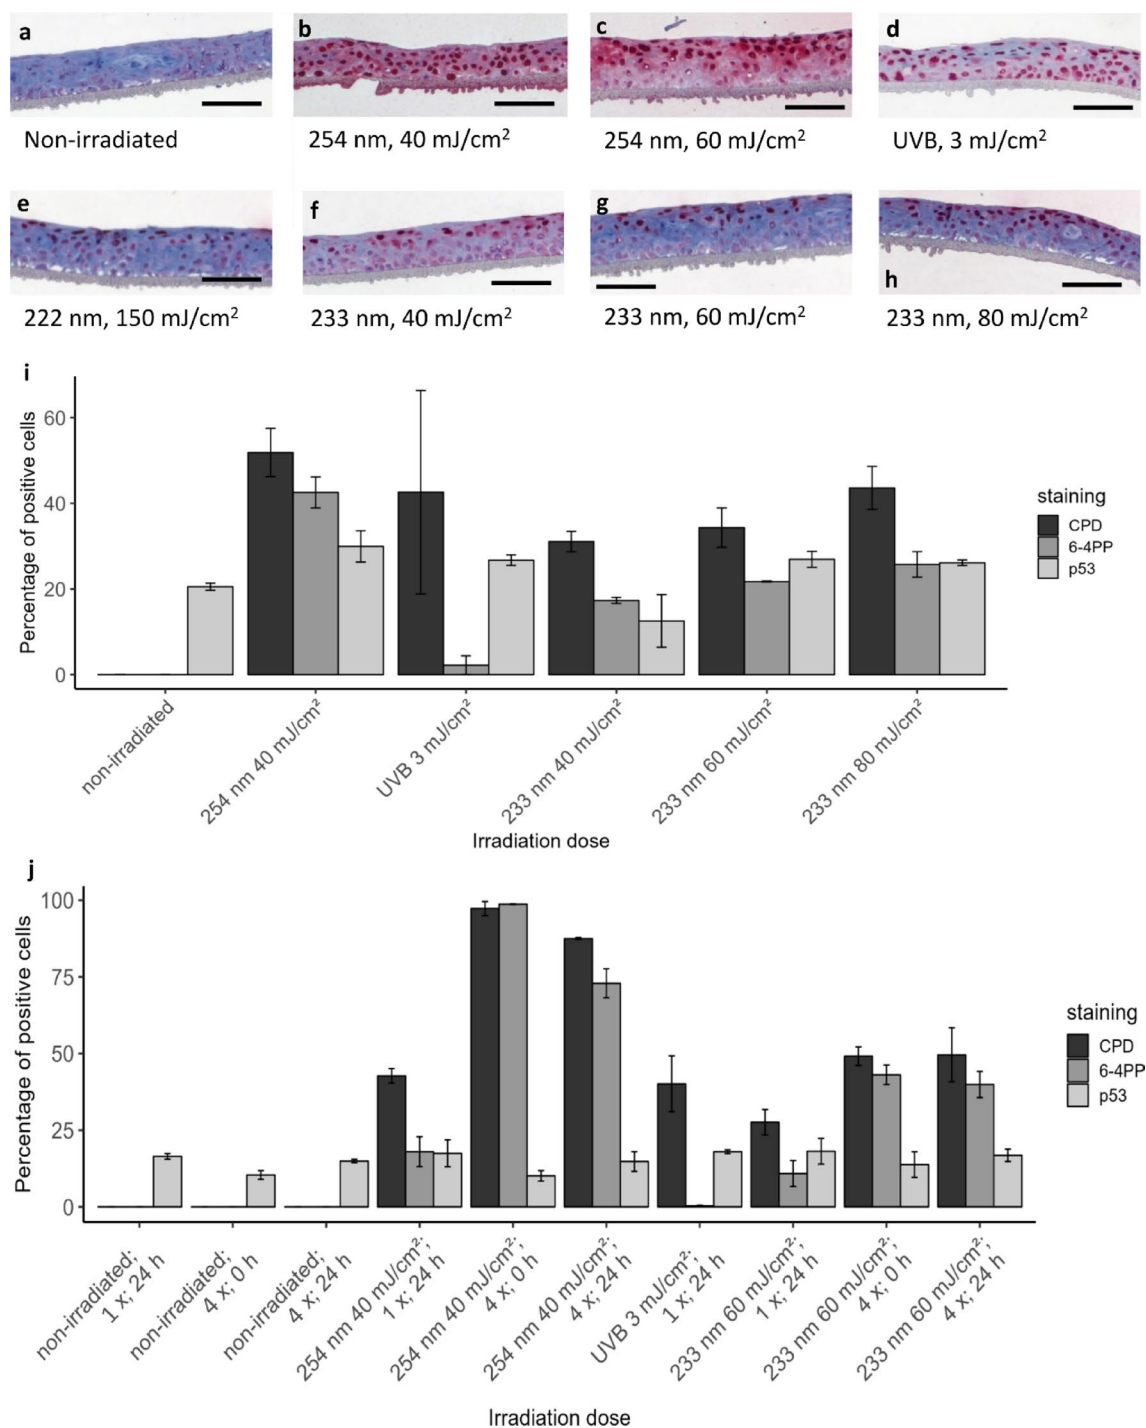 a
b
c
d
Non-irradiated
254 nm, 40 mJ/cm²
254 nm, 60 mJ/cm²
UVB, 3 mJ/cm²
e
f
g
h
222 nm, 150 mJ/cm²
233 nm, 40 mJ/cm²
233 nm, 60 mJ/cm²
233 nm, 80 mJ/cm²
i
Percentage of positive cells
60
40
20
0
non-irradiated
254 nm 40 mJ/cm²
UVB 3 mJ/cm²
233 nm 40 mJ/cm²
233 nm 60 mJ/cm²
233 nm 80 mJ/cm²
Irradiation dose
staining
CPD
6-4PP
p53
j
Percentage of positive cells
100
75
50
25
0
non-irradiated;
1 x; 24 h
non-irradiated;
4 x; 0 h
non-irradiated;
4 x; 24 h
254 nm 40 mJ/cm²;
1 x; 24 h
254 nm 40 mJ/cm²;
4 x; 0 h
254 nm 40 mJ/cm²;
4 x; 24 h
UVB 3 mJ/cm²;
1 x; 24 h
233 nm 60 mJ/cm²;
1 x; 24 h
233 nm 60 mJ/cm²;
4 x; 0 h
233 nm 60 mJ/cm²;
4 x; 24 h
Irradiation dose
staining
CPD
6-4PP
p53